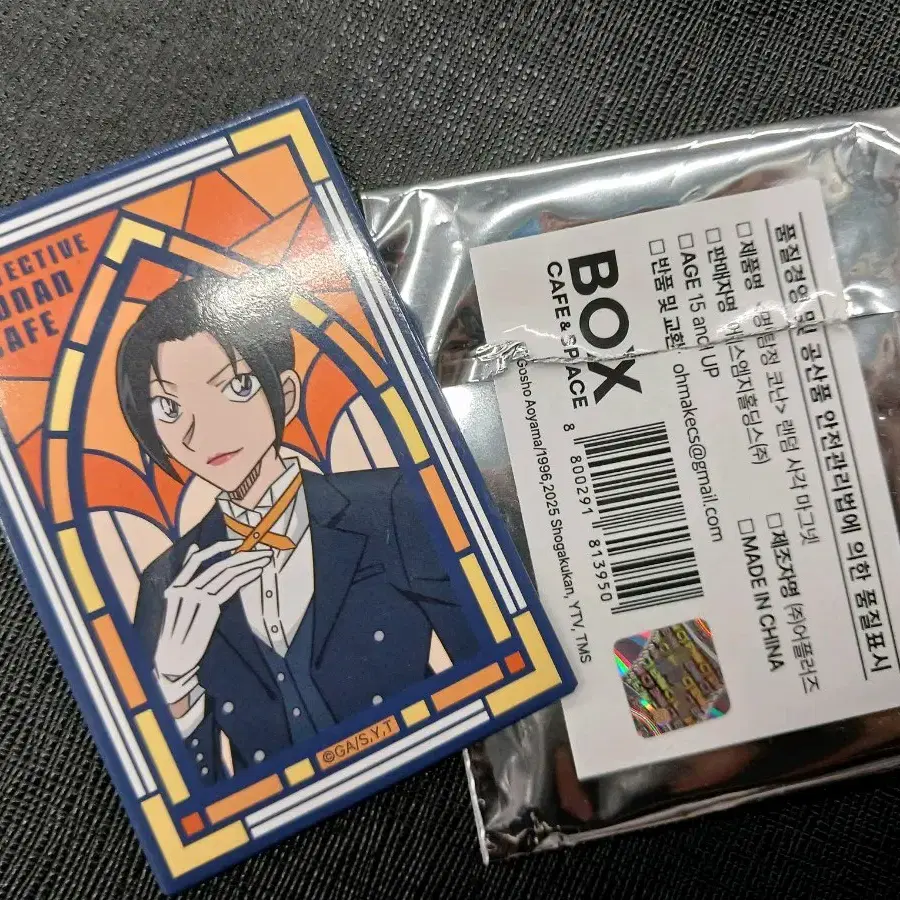 DETECTIVE
CONAN
CAFE
©GA/S,Y,T
품질경영 및 공산품 안전관리법에 의한 품질표시
□제품명 <명탐정 코난> 랜덤 사각 마그넷
□판매자명 에스엠지홀딩스(주)
□제조자명 (주)어플리즈
□AGE 15 and UP
□MADE IN CHINA
□반품 및 교환 ohmakecs@gmail.com
BOX
CAFE & SPACE
8 800291 813950
Gosho Aoyama/1996,2025 Shogakukan, YTV, TMS